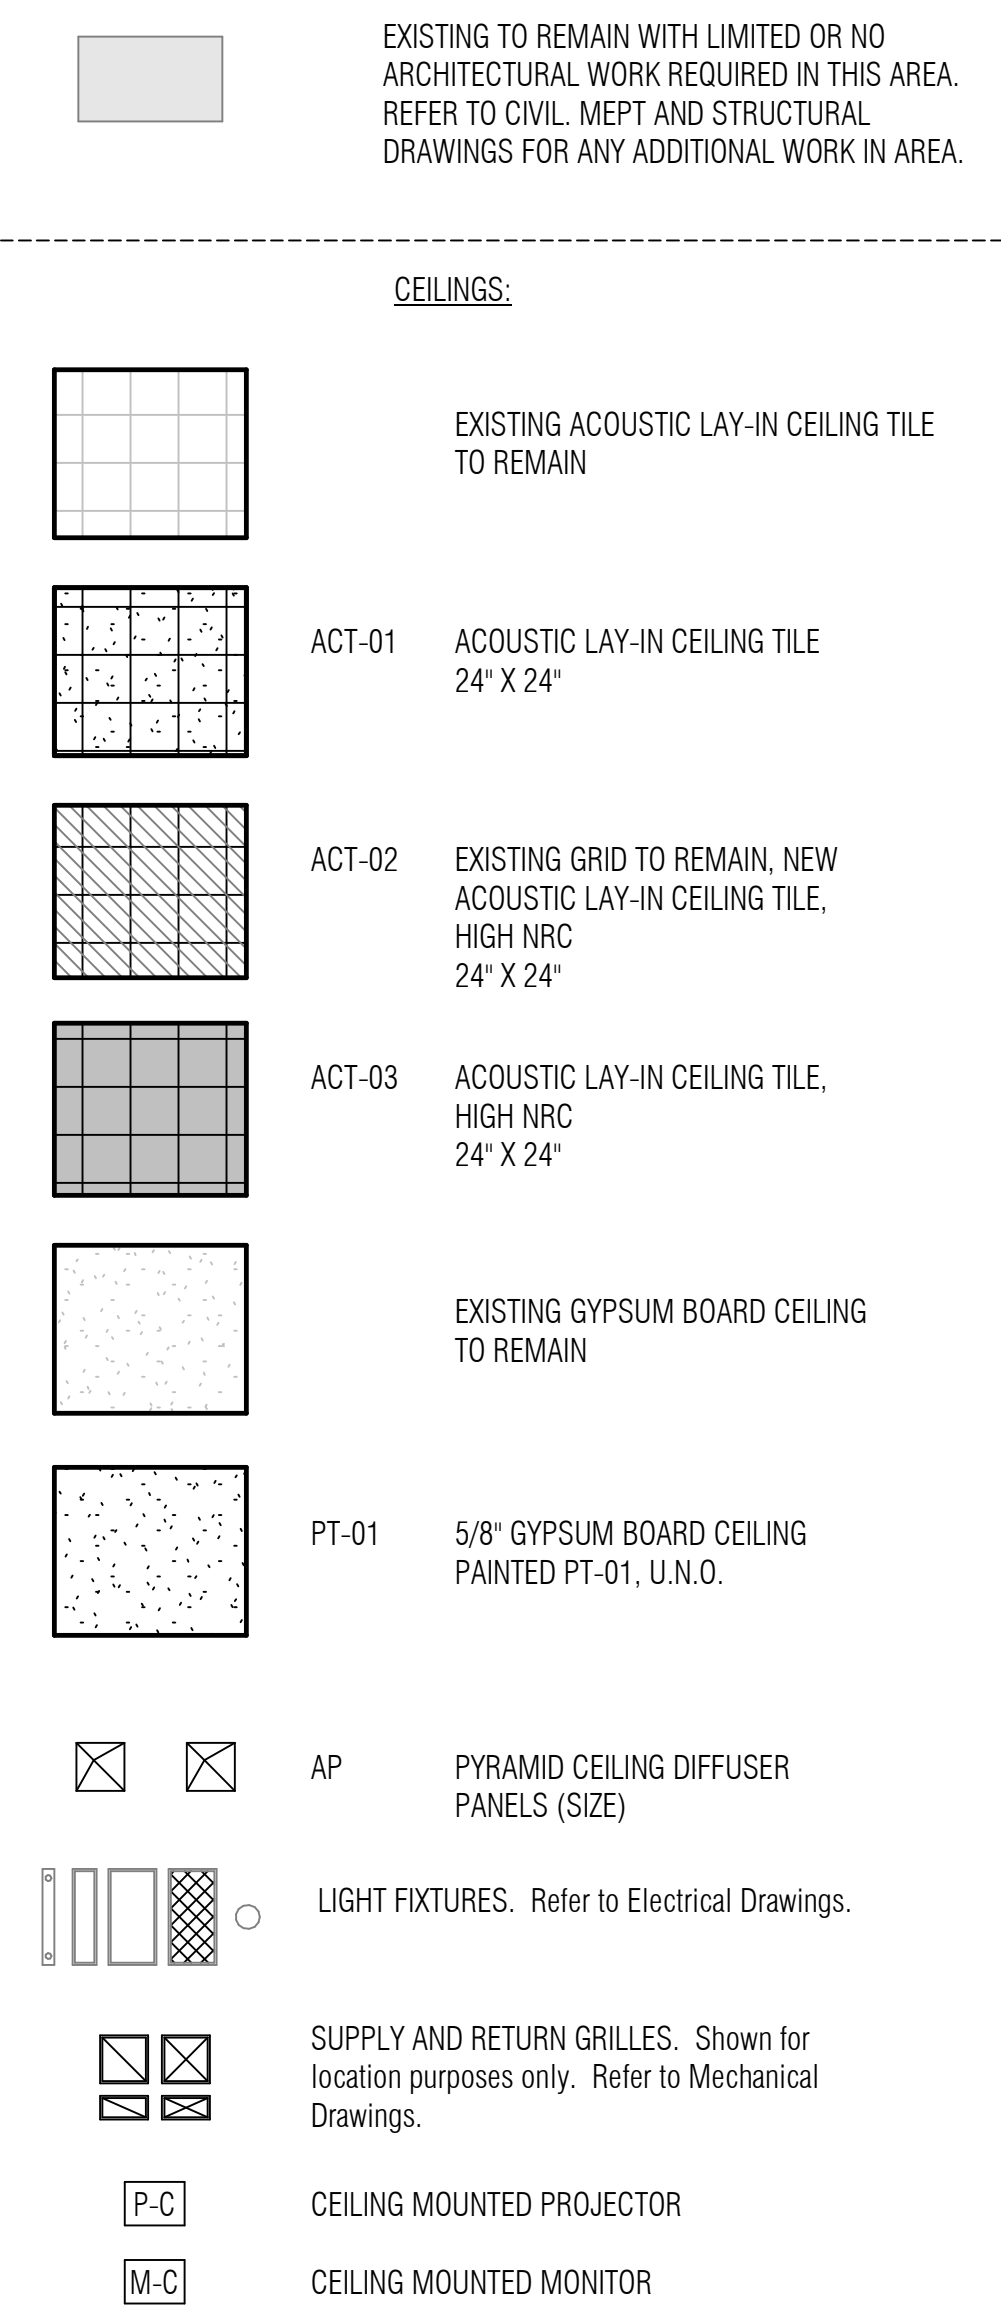 EXISTING TO REMAIN WITH LIMITED OR NO
ARCHITECTURAL WORK REQUIRED IN THIS AREA.
REFER TO CIVIL. MEPT AND STRUCTURAL
DRAWINGS FOR ANY ADDITIONAL WORK IN AREA.
CEILINGS:
EXISTING ACOUSTIC LAY-IN CEILING TILE
TO REMAIN
ACT-01 ACOUSTIC LAY-IN CEILING TILE
24" X 24"
ACT-02 EXISTING GRID TO REMAIN, NEW
ACOUSTIC LAY-IN CEILING TILE,
HIGH NRC
24" X 24"
ACT-03 ACOUSTIC LAY-IN CEILING TILE,
HIGH NRC
24" X 24"
EXISTING GYPSUM BOARD CEILING
TO REMAIN
PT-01 5/8" GYPSUM BOARD CEILING
PAINTED PT-01, U.N.O.
AP PYRAMID CEILING DIFFUSER
PANELS (SIZE)
LIGHT FIXTURES. Refer to Electrical Drawings.
SUPPLY AND RETURN GRILLES. Shown for
location purposes only. Refer to Mechanical
Drawings.
P-C CEILING MOUNTED PROJECTOR
M-C CEILING MOUNTED MONITOR